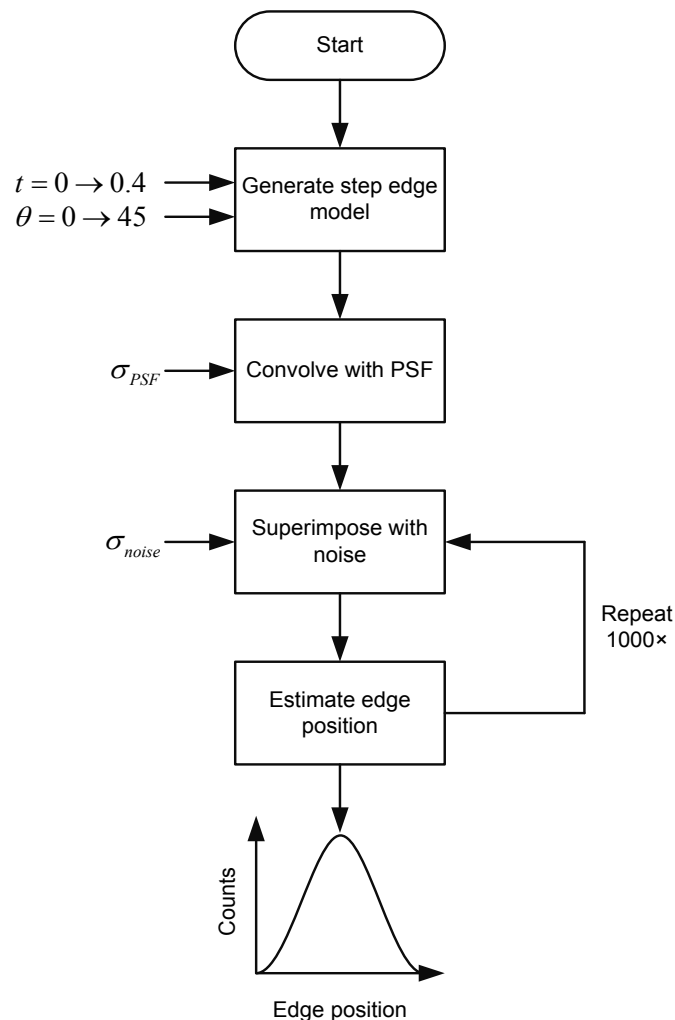 Start
t = 0 → 0.4
θ = 0 → 45
Generate step edge
model
σPSF
Convolve with PSF
σnoise
Superimpose with
noise
Repeat
1000×
Estimate edge
position
Counts
Edge position